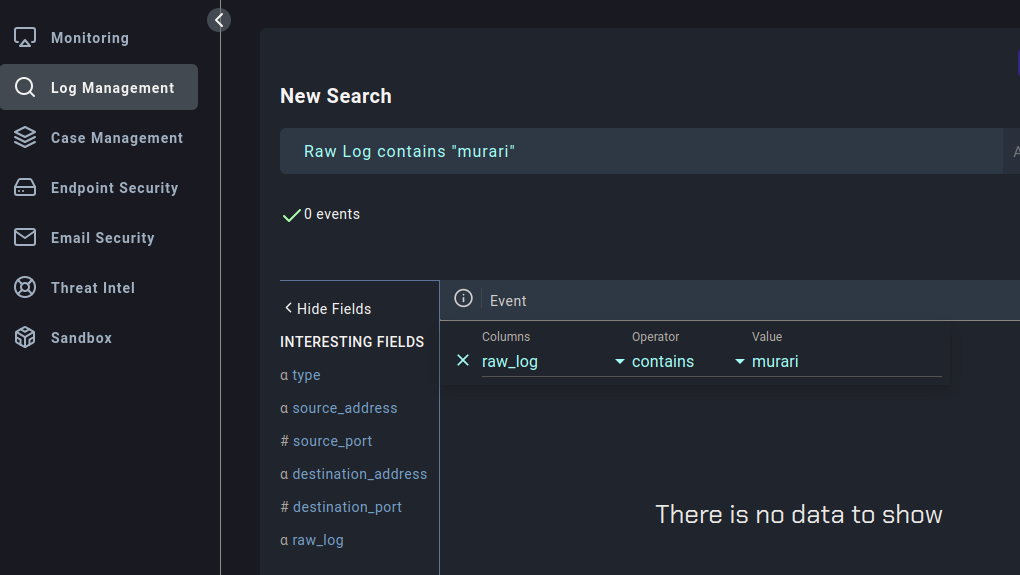 Monitoring
Log Management
Case Management
Endpoint Security
Email Security
Threat Intel
Sandbox
New Search
Raw Log contains "murari"
0 events
Hide Fields
INTERESTING FIELDS
α type
α source_address
# source_port
α destination_address
# destination_port
α raw_log
Event
Columns Operator Value
raw_log contains murari
There is no data to show